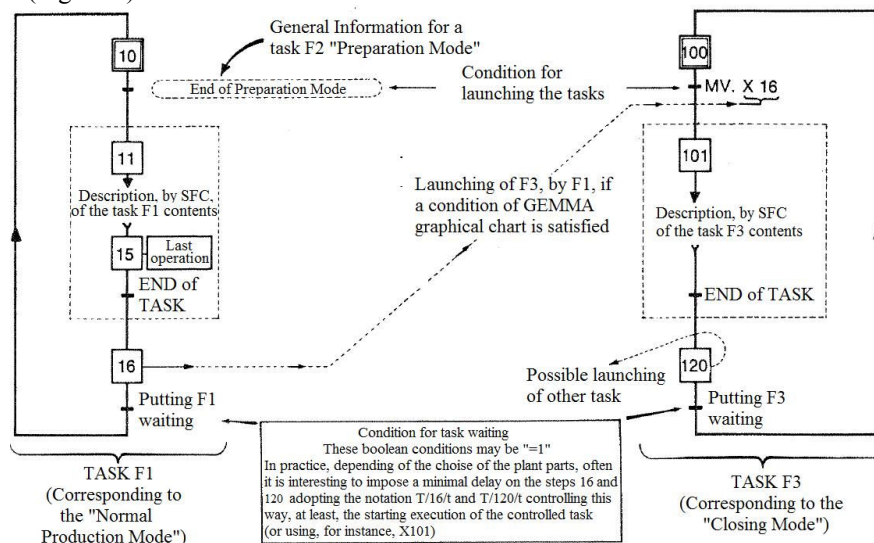 General Information for a
task F2 "Preparation Mode"
10
End of Preparation Mode
Condition for
launching the tasks
100
MV. X 16
11
101
Description, by SFC,
of the task F1 contents
Launching of F3, by F1, if
a condition of GEMMA
graphical chart is satisfied
Description, by SFC
of the task F3 contents
15
Last
operation
END of
TASK
END of TASK
16
120
Possible launching
of other task
Putting F1
waiting
Putting F3
waiting
Condition for task waiting
These boolean conditions may be "=1"
In practice, depending of the choise of the plant parts, often
it is interesting to impose a minimal delay on the steps 16 and
120 adopting the notation T/16/t and T/120/t controlling this
way, at least, the starting execution of the controlled task
(or using, for instance, X101)
TASK F1
(Corresponding to
the "Normal
Production Mode")
TASK F3
(Corresponding to the
"Closing Mode")